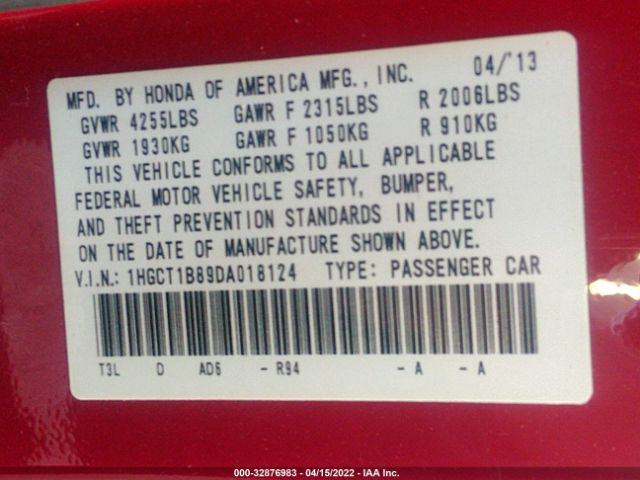 MFD. BY HONDA OF AMERICA MFG., INC. 04/'13
GVWR 4255LBS GAWR F 2315LBS R 2006LBS
GVWR 1930KG GAWR F 1050KG R 910KG
THIS VEHICLE CONFORMS TO ALL APPLICABLE
FEDERAL MOTOR VEHICLE SAFETY, BUMPER,
AND THEFT PREVENTION STANDARDS IN EFFECT
ON THE DATE OF MANUFACTURE SHOWN ABOVE.
V.I.N.: 1HGCT1B89DA018124 TYPE: PASSENGER CAR
T3L D AD6 - R94 - A - A
000-32876983 - 04/15/2022 - IAA Inc.